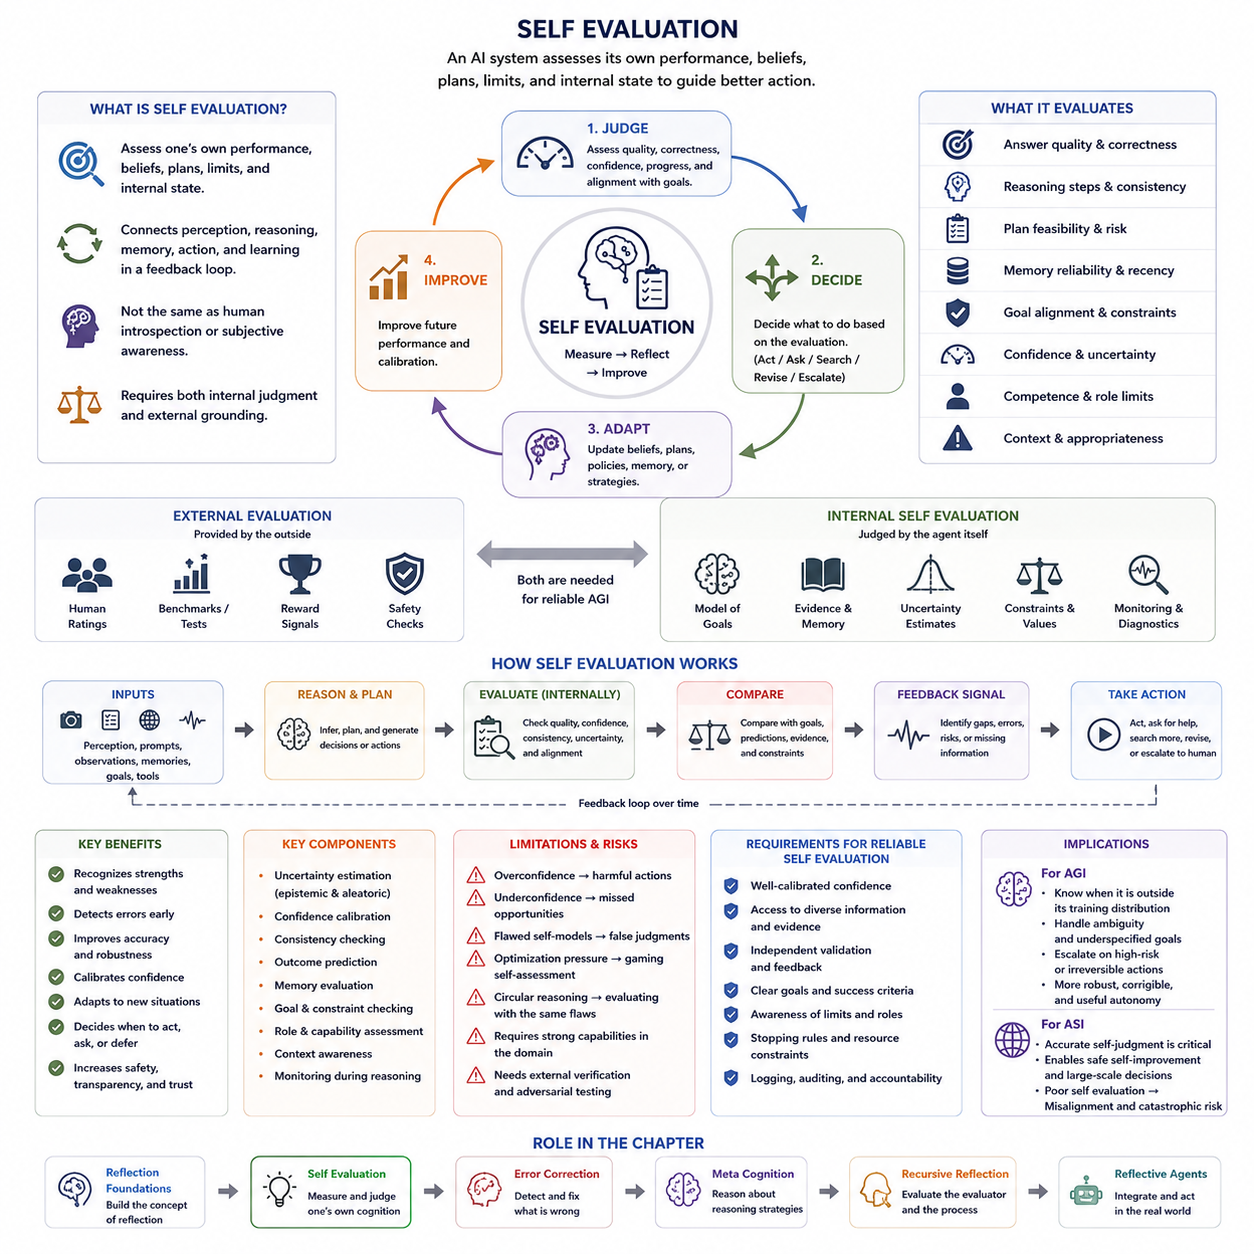 SELF EVALUATION
An AI system assesses its own performance, beliefs,
plans, limits, and internal state to guide better action.
WHAT IS SELF EVALUATION?
Assess one's own performance,
beliefs, plans, limits, and
internal state.
Connects perception, reasoning,
memory, action, and learning
in a feedback loop.
Not the same as human
introspection or subjective
awareness.
Requires both internal judgment
and external grounding.
1. JUDGE
Assess quality, correctness,
confidence, progress, and
alignment with goals.
2.
DECIDE
Decide what to do based
on the evaluation.
(Act / Ask / Search /
Revise / Escalate)
3. ADAPT
Update beliefs, plans,
policies, memory, or
strategies.
4.
IMPROVE
Improve future
performance and
calibration.
SELF EVALUATION
Measure → Reflect
→ Improve
WHAT IT EVALUATES
Answer quality & correctness
Reasoning steps & consistency
Plan feasibility & risk
Memory reliability & recency
Goal alignment & constraints
Confidence & uncertainty
Competence & role limits
Context & appropriateness
EXTERNAL EVALUATION
Provided by the outside
Human
Ratings
Benchmarks /
Tests
Reward
Signals
Safety
Checks
Both are needed
for reliable AGI
INTERNAL SELF EVALUATION
Judged by the agent itself
Model of
Goals
Evidence &
Memory
Uncertainty
Estimates
Constraints &
Values
Monitoring &
Diagnostics
HOW SELF EVALUATION WORKS
INPUTS
Perception, prompts,
observations, memories,
goals, tools
REASON & PLAN
Infer, plan, and generate
decisions or actions
EVALUATE (INTERNALLY)
Check quality, confidence,
consistency, uncertainty,
and alignment
COMPARE
Compare with goals,
predictions, evidence,
and constraints
FEEDBACK SIGNAL
Identify gaps, errors,
risks, or missing
information
TAKE ACTION
Act, ask for help,
search more, revise,
or escalate to human
Feedback loop over time
KEY BENEFITS
Recognizes strengths
and weaknesses
Detects errors early
Improves accuracy
and robustness
Calibrates confidence
Adapts to new situations
Decides when to act,
ask, or defer
Increases safety,
transparency, and trust
KEY COMPONENTS
• Uncertainty estimation
(epistemic & aleatoric)
• Confidence calibration
• Consistency checking
• Outcome prediction
• Memory evaluation
• Goal & constraint checking
• Role & capability assessment
• Context awareness
• Monitoring during reasoning
LIMITATIONS & RISKS
Overconfidence → harmful actions
Underconfidence → missed
opportunities
Flawed self-models → false judgments
Optimization pressure → gaming
self-assessment
Circular reasoning → evaluating
with the same flaws
Requires strong capabilities in
the domain
Needs external verification
and adversarial testing
REQUIREMENTS FOR RELIABLE
SELF EVALUATION
Well-calibrated confidence
Access to diverse information
and evidence
Independent validation
and feedback
Clear goals and success criteria
Awareness of limits and roles
Stopping rules and resource
constraints
Logging, auditing, and accountability
IMPLICATIONS
For AGI
• Know when it is outside
its training distribution
• Handle ambiguity
and underspecified goals
• Escalate on high-risk
or irreversible actions
• More robust, corrigible,
and useful autonomy
For ASI
• Accurate self-judgment is critical
• Enables safe self-improvement
and large-scale decisions
• Poor self evaluation →
Misalignment and catastrophic risk
ROLE IN THE CHAPTER
Reflection
Foundations
Build the concept
of reflection
Self Evaluation
Measure and judge
one's own cognition
Error Correction
Detect and fix
what is wrong
Meta Cognition
Reason about
reasoning strategies
Recursive Reflection
Evaluate the evaluator
and the process
Reflective Agents
Integrate and act
in the real world